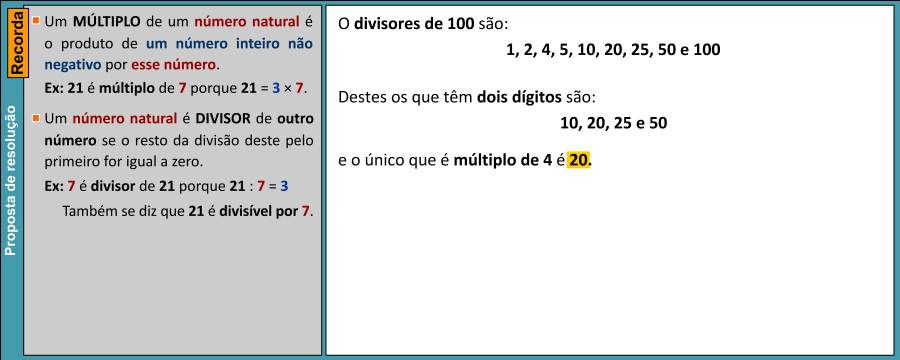 Recorda
Proposta de resolução
Um MÚLTIPLO de um número natural é
o produto de um número inteiro não
negativo por esse número.
Ex: 21 é múltiplo de 7 porque 21 = 3 × 7.
Um número natural é DIVISOR de outro
número se o resto da divisão deste pelo
primeiro for igual a zero.
Ex: 7 é divisor de 21 porque 21 : 7 = 3
Também se diz que 21 é divisível por 7.
O divisores de 100 são:
1, 2, 4, 5, 10, 20, 25, 50 e 100
Destes os que têm dois dígitos são:
10, 20, 25 e 50
e o único que é múltiplo de 4 é 20.